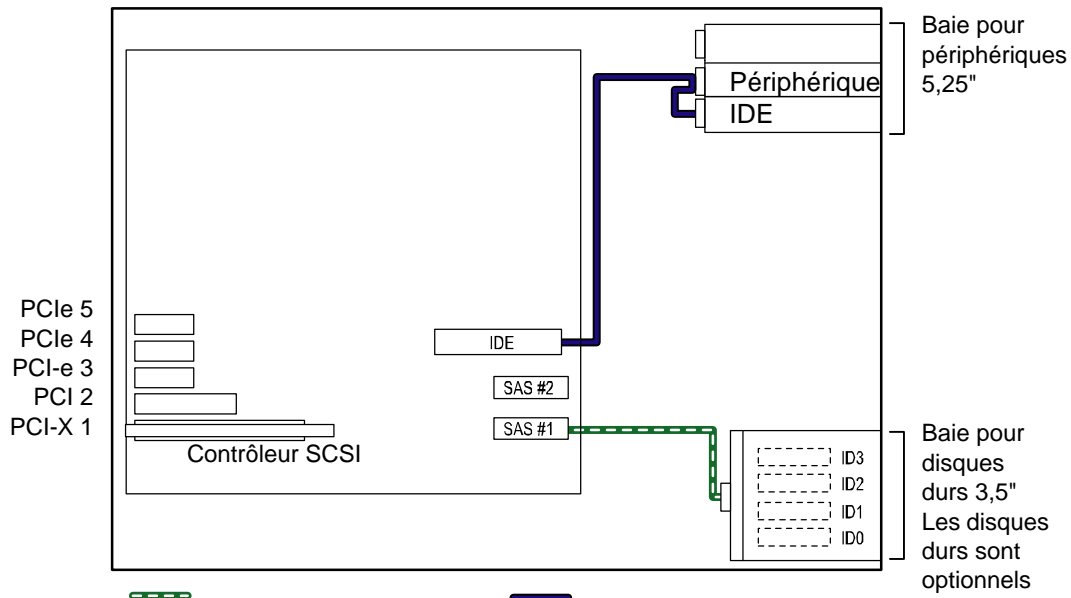 Baie pour
périphériques
5,25"
Périphérique
IDE
PCIe 5
PCIe 4
PCI-e 3
PCI 2
PCI-X 1
IDE
SAS #2
SAS #1
Contrôleur SCSI
ID3
ID2
ID1
ID0
Baie pour
disques
durs 3,5"
Les disques
durs sont
optionnels